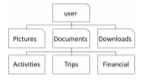 user
Pictures Documents Downloads
Activities Trips Financial